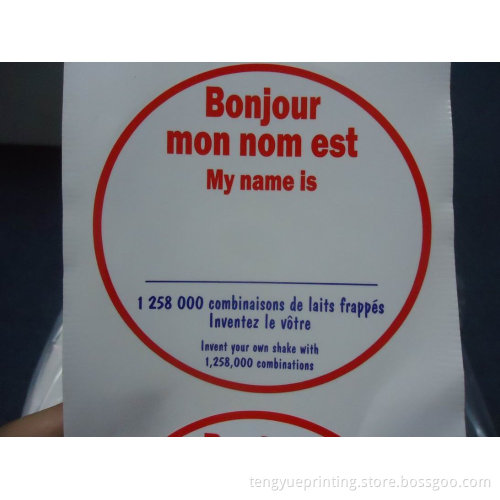 Bonjour
mon nom est
My name is
1 258 000 combinaisons de laits frappés
Inventez le vôtre
Invent your own shake with
1,258,000 combinations
tengyueprinting.store.bossgoo.com